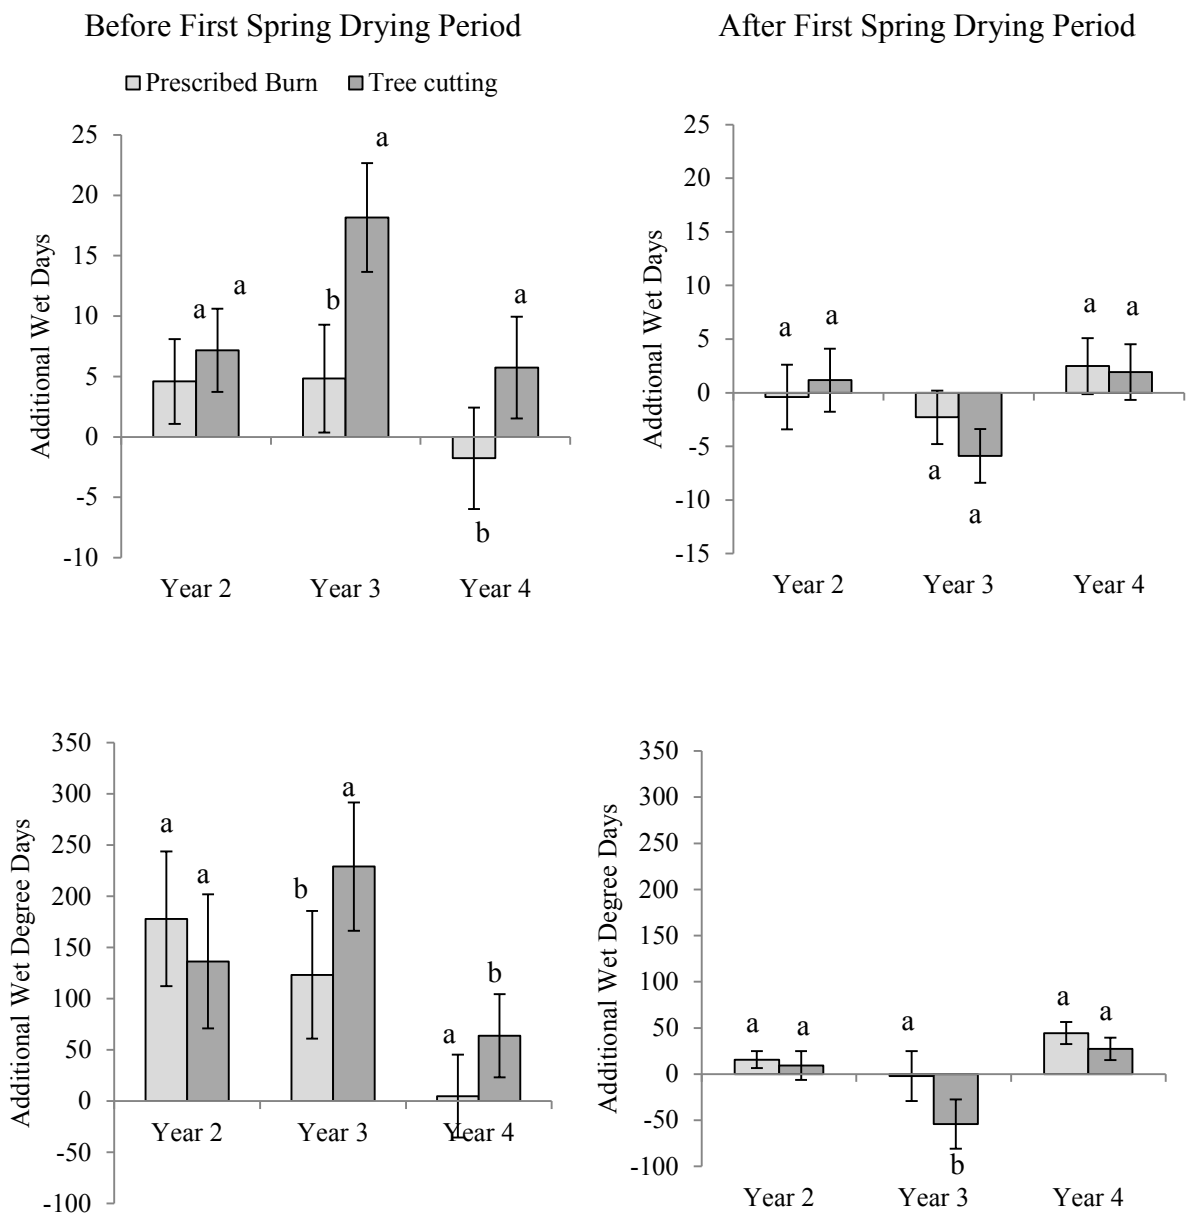 Before First Spring Drying Period
After First Spring Drying Period
Prescribed Burn
Tree cutting
Additional Wet Days
25
20
15
10
5
0
-5
-10
a
a
b
a
b
a
Year 2
Year 3
Year 4
Addtional Wet Days
25
20
15
10
5
0
-5
-10
-15
a
a
a
a
a
a
Year 2
Year 3
Year 4
Additional Wet Degree Days
350
300
250
200
150
100
50
0
-50
-100
a
a
b
a
a
b
Year 2
Year 3
Year 4
Additional Wet Degree Days
350
300
250
200
150
100
50
0
-50
-100
a
a
a
b
a
a
Year 2
Year 3
Year 4